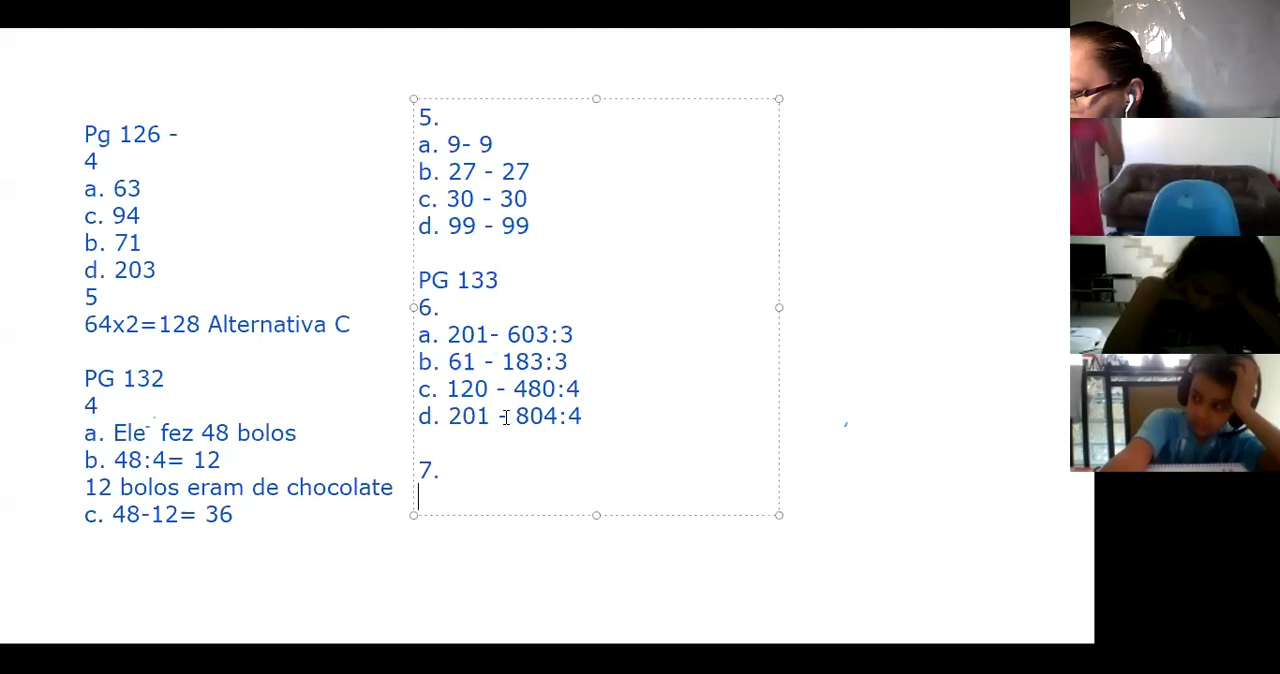 Pg 126 -
4
a. 63
c. 94
b. 71
d. 203
5
64x2=128 Alternativa C
PG 132
4
a. Ele fez 48 bolos
b. 48:4= 12
12 bolos eram de chocolate
c. 48-12= 36
5.
a. 9- 9
b. 27 - 27
c. 30 - 30
d. 99 - 99
PG 133
6.
a. 201- 603:3
b. 61 - 183:3
c. 120 - 480:4
d. 201 - 804:4
7.